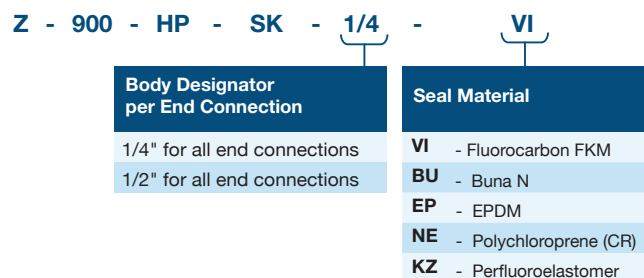 Z - 900 - HP - SK - 1/4 - VI
Body Designator
per End Connection
1/4" for all end connections
1/2" for all end connections
Seal Material
VI - Fluorocarbon FKM
BU - Buna N
EP - EPDM
NE - Polychloroprene (CR)
KZ - Perfluoroelastomer